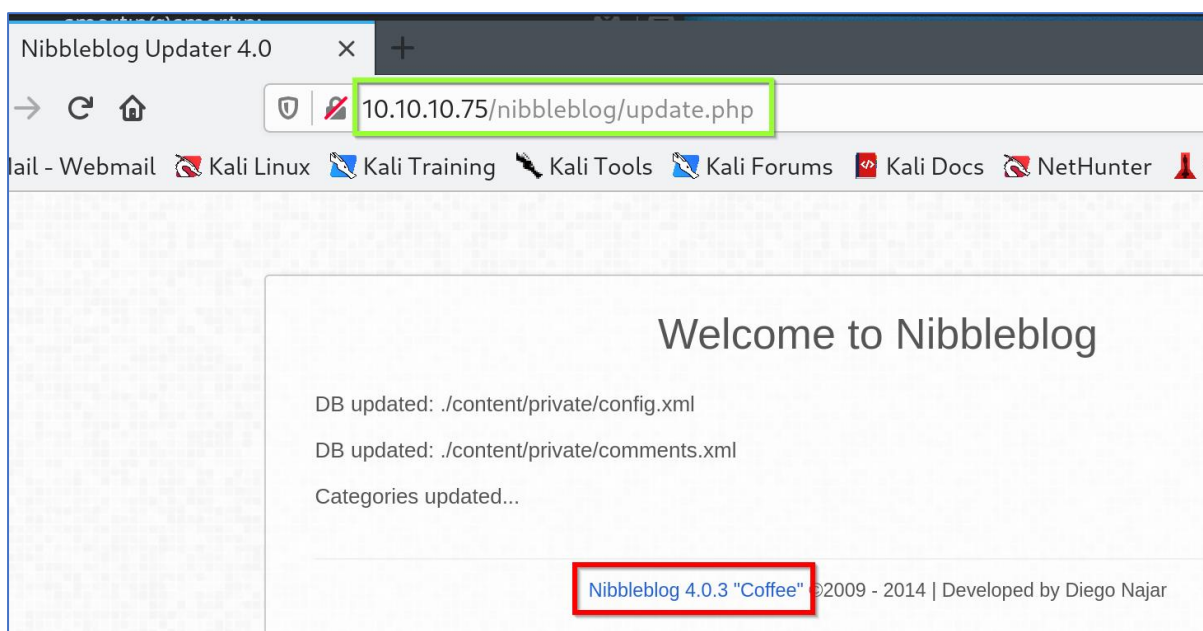 Nibbleblog Updater 4.0
10.10.10.75/nibbleblog/update.php
Mail - Webmail Kali Linux Kali Training Kali Tools Kali Forums Kali Docs NetHunter
Welcome to Nibbleblog
DB updated: ./content/private/config.xml
DB updated: ./content/private/comments.xml
Categories updated...
Nibbleblog 4.0.3 "Coffee" ©2009 - 2014 | Developed by Diego Najar